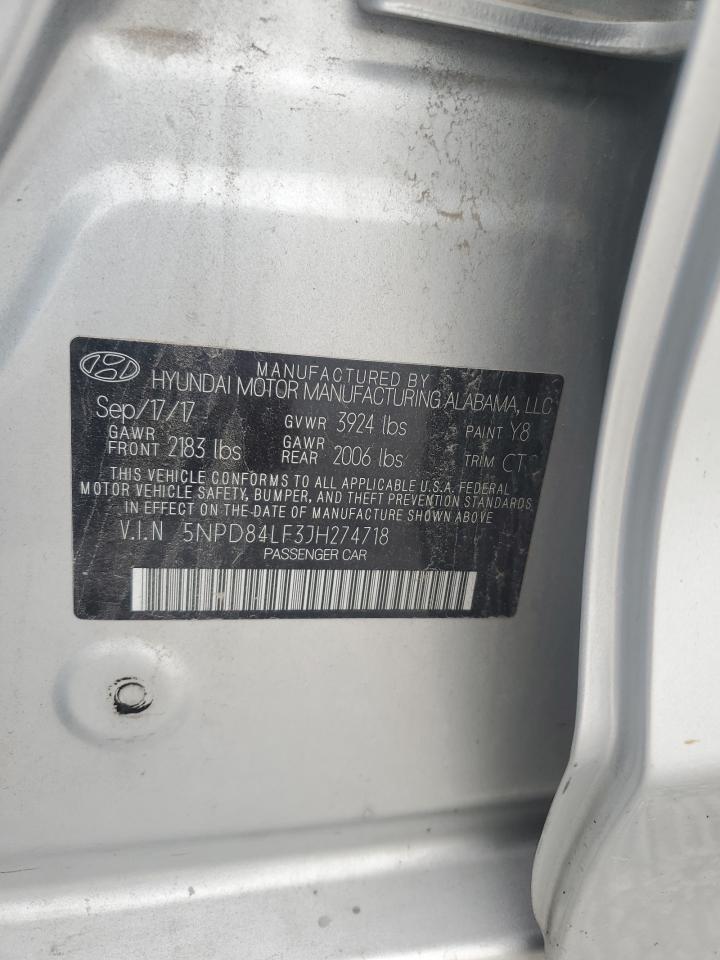 MANUFACTURED BY
HYUNDAI MOTOR MANUFACTURING ALABAMA, LLC
Sep/17/17 GVWR 3924 lbs PAINT Y8
GAWR FRONT 2183 lbs GAWR REAR 2006 lbs TRIM
THIS VEHICLE CONFORMS TO ALL APPLICABLE U.S.A. FEDERAL
MOTOR VEHICLE SAFETY, BUMPER, AND THEFT PREVENTION STANDARDS
IN EFFECT ON THE DATE OF MANUFACTURE SHOWN ABOVE
V.I.N 5NPD84LF3JH274718
PASSENGER CAR